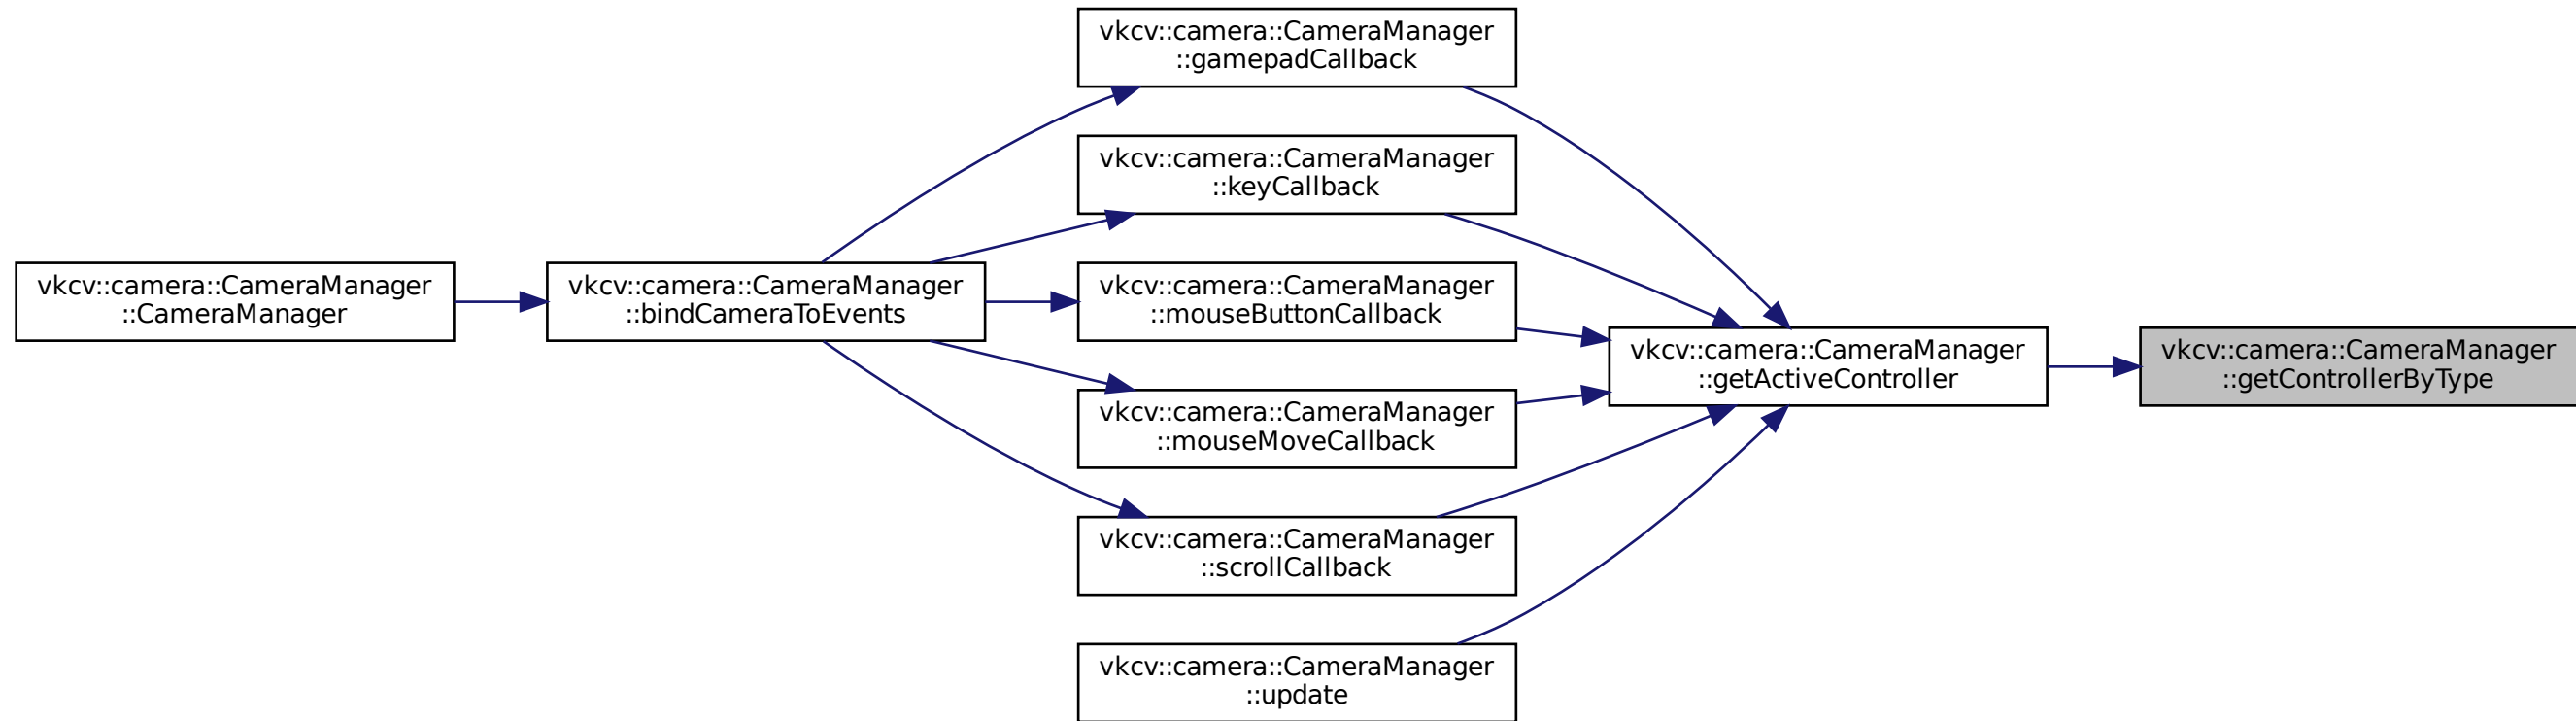 vkcv::camera::CameraManager
::CameraManager
vkcv::camera::CameraManager
::bindCameraToEvents
vkcv::camera::CameraManager
::gamepadCallback
vkcv::camera::CameraManager
::keyCallback
vkcv::camera::CameraManager
::mouseButtonCallback
vkcv::camera::CameraManager
::mouseMoveCallback
vkcv::camera::CameraManager
::scrollCallback
vkcv::camera::CameraManager
::update
vkcv::camera::CameraManager
::getActiveController
vkcv::camera::CameraManager
::getControllerByType